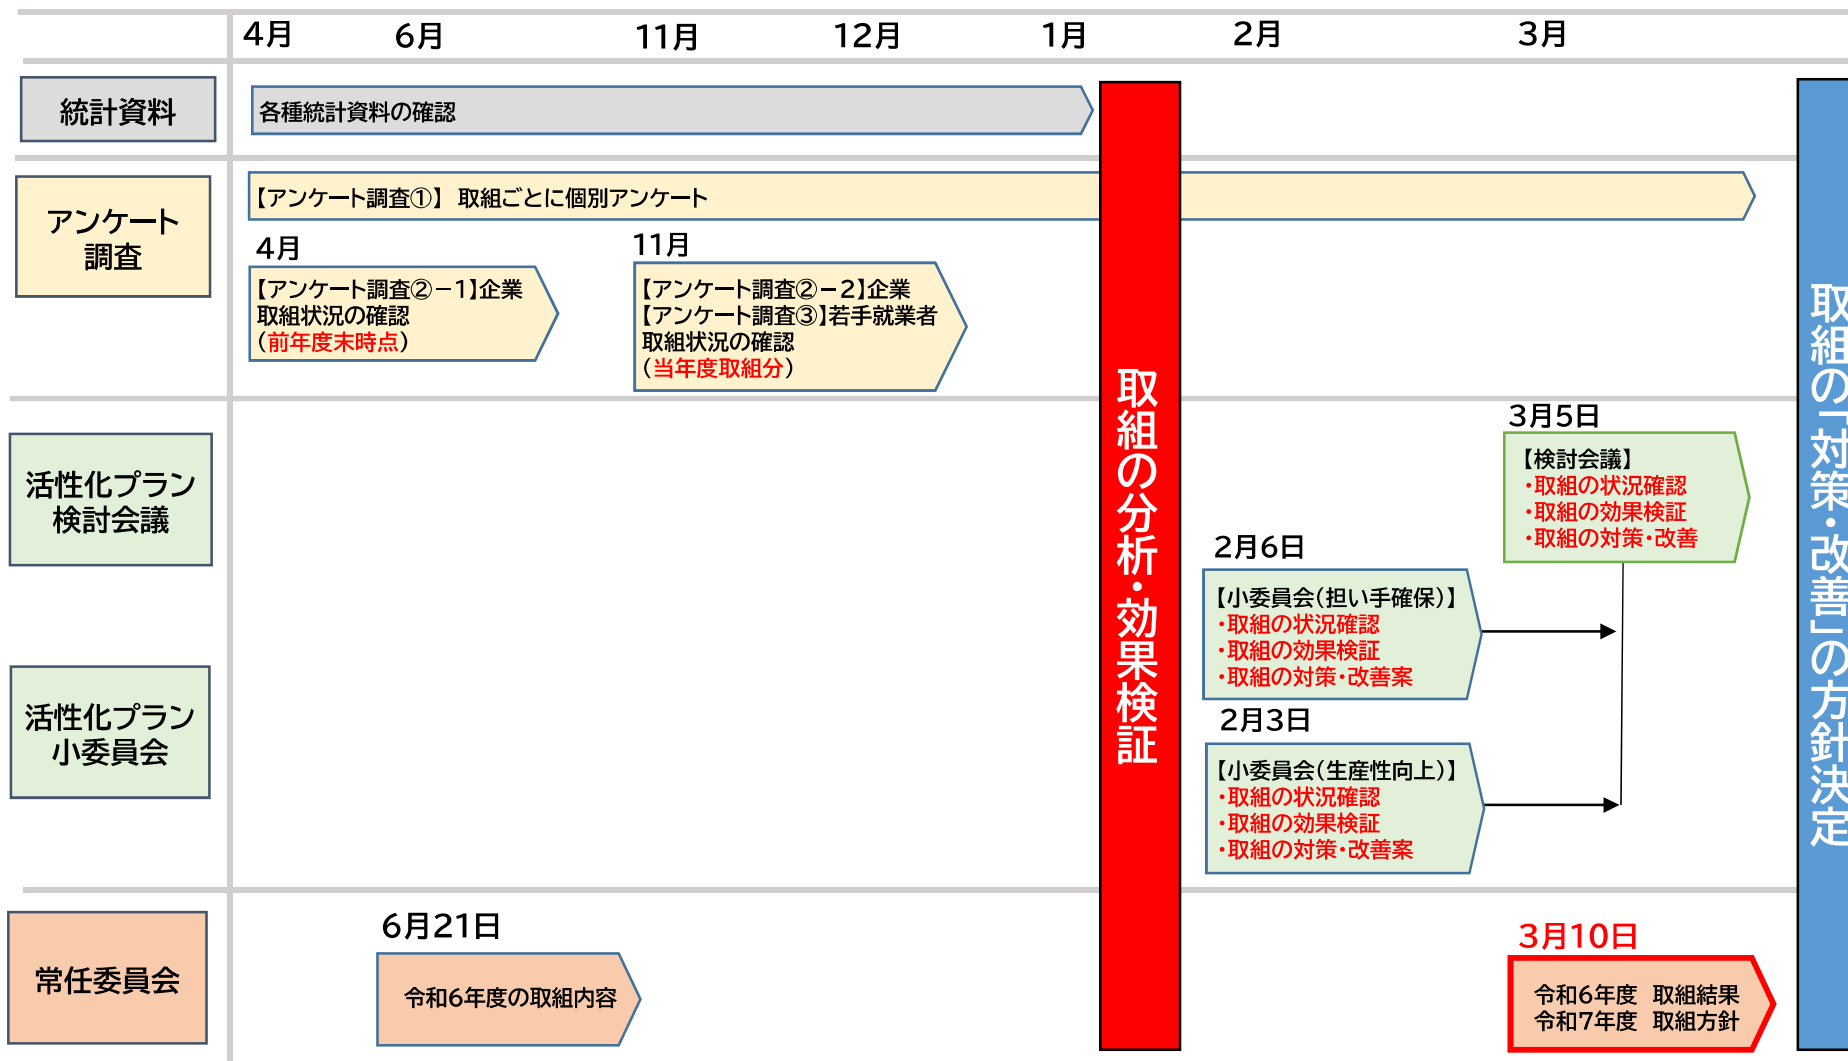 4月
6月
11月
12月
1月
2月
3月
統計資料
各種統計資料の確認
アンケート
調査
【アンケート調査①】 取組ごとに個別アンケート
4月
【アンケート調査②－1】企業
取組状況の確認
（前年度末時点）
11月
【アンケート調査②－2】企業
【アンケート調査③】若手就業者
取組状況の確認
（当年度取組分）
取組の分析・効果検証
取組の「対策・改善」の方針決定
活性化プラン
検討会議
3月5日
【検討会議】
・取組の状況確認
・取組の効果検証
・取組の対策・改善
活性化プラン
小委員会
2月6日
【小委員会（担い手確保）】
・取組の状況確認
・取組の効果検証
・取組の対策・改善案
2月3日
【小委員会（生産性向上）】
・取組の状況確認
・取組の効果検証
・取組の対策・改善案
常任委員会
6月21日
令和6年度の取組内容
3月10日
令和6年度 取組結果
令和7年度 取組方針